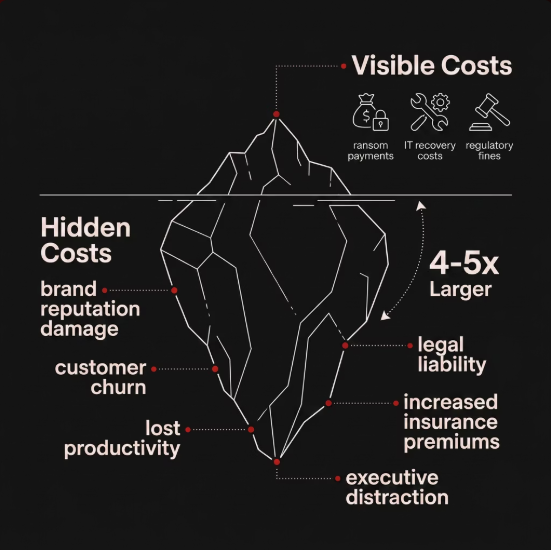 Visible Costs
ransom
payments
IT recovery
costs
regulatory
fines
Hidden
Costs
4-5x
Larger
brand
reputation
damage
customer
churn
lost
productivity
legal
liability
increased
insurance
premiums
executive
distraction